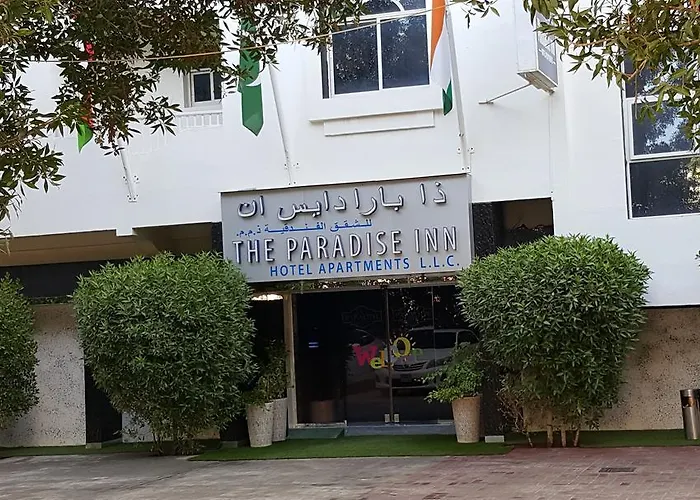 ذا بارادايس ان
للشقق الفندقية ذ.م.م.
THE PARADISE INN
HOTEL APARTMENTS L.L.C.